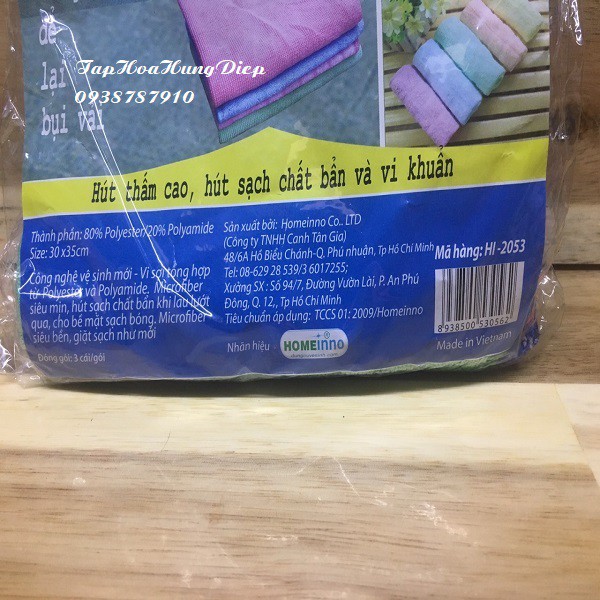 để
lại
bụi vải
TapHoaHungDiep
0938787910
Hút thấm cao, hút sạch chất bẩn và vi khuẩn
Thành phần: 80% Polyester/20% Polyamide
Size: 30 x35cm
Công nghệ vệ sinh mới - Vi sợi tổng hợp
từ Polyester và Polyamide. Microfiber
siêu mịn, hút sạch chất bẩn khi lau lướt
qua, cho bề mặt sạch bóng. Microfiber
siêu bền, giặt sạch như mới
Đóng gói: 3 cái/gói
Sản xuất bởi: Homeinno Co.. LTD
(Công ty TNHH Canh Tân Gia)
48/6A Hồ Biểu Chánh-Q. Phú nhuận, Tp Hồ Chí Minh
Tel: 08-629 28 539/3 6017255;
Xưởng SX : Số 94/7, Đường Vườn Lài, P. An Phú
Đông, Q. 12., Tp Hồ Chí Minh
Tiêu chuẩn áp dụng: TCCS 01: 2009/Homeinno
Nhãn hiệu
HOMEinno
Mã hàng: HI -2053
8938500 530562
Made in Vietnam